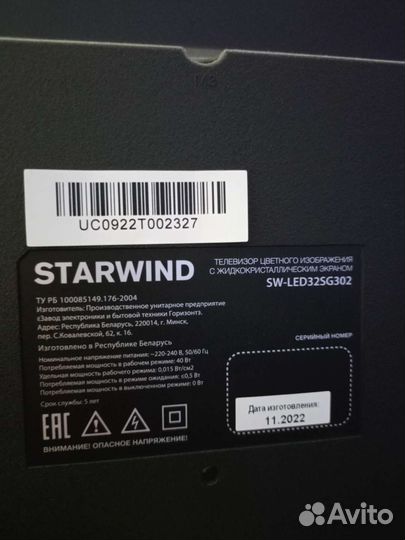 UC0922T002327
STARWIND
ТЕЛЕВИЗОР ЦВЕТНОГО ИЗОБРАЖЕНИЯ
С ЖИДКОКРИСТАЛЛИЧЕСКИМ ЭКРАНОМ
SW-LED32SG302
ТУ РБ 100085149.176-2004
Изготовитель: Производственное унитарное предприятие
«Завод электроники и бытовой техники Горизонт».
Адрес: Республика Беларусь, 220014, г. Минск,
пер. С.Ковалевской, 62, к. 16.
Изготовлено в Республике Беларусь
СЕРИЙНЫЙ НОМЕР
Номинальное напряжение питания: ~220-240 В, 50/60 Гц
Потребляемая мощность в рабочем режиме: 40 Вт
Удельная мощность рабочего режима: 0,015 Вт/см2
Потребляемая мощность в режиме ожидания: ≤0,5 Вт
Потребляемая мощность в выключенном режиме: 0 Вт
Срок службы: 5 лет
Дата изготовления:
11.2022
EAC
ВНИМАНИЕ! ОПАСНОЕ НАПРЯЖЕНИЕ!
Avito